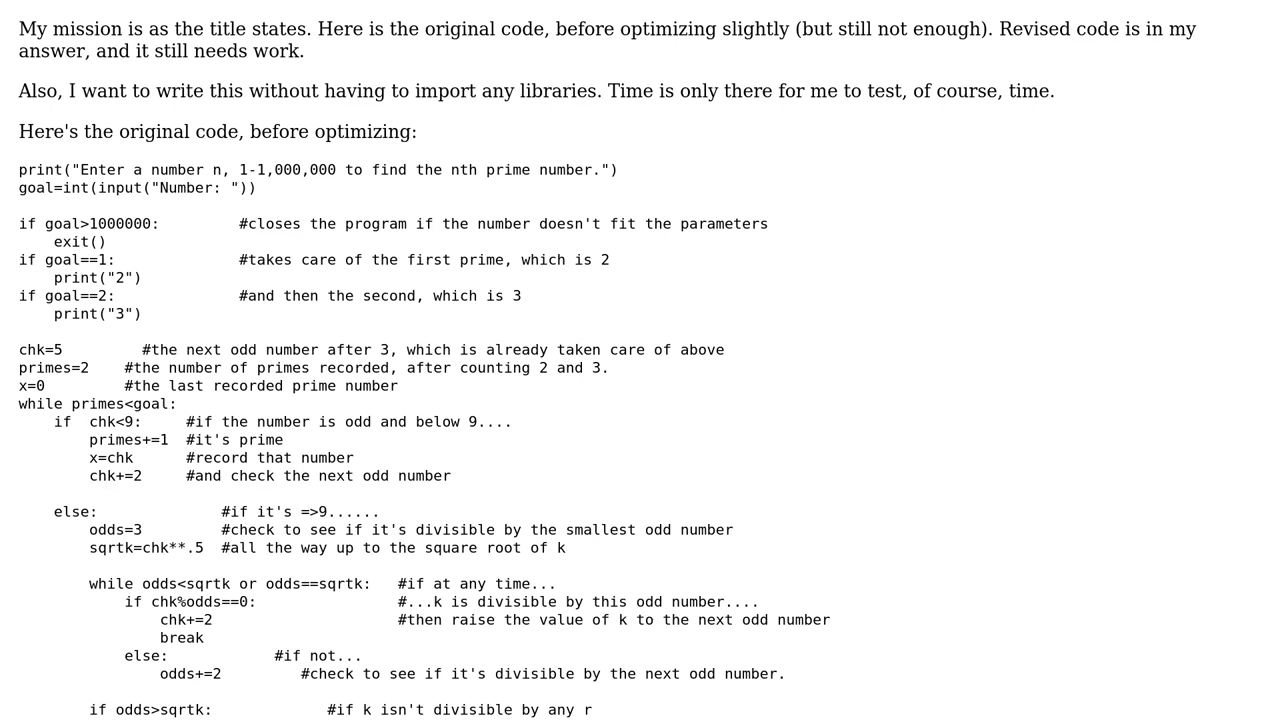 My mission is as the title states. Here is the original code, before optimizing slightly (but still not enough). Revised code is in my
answer, and it still needs work.
Also, I want to write this without having to import any libraries. Time is only there for me to test, of course, time.
Here's the original code, before optimizing:
print("Enter a number n, 1-1,000,000 to find the nth prime number.")
goal=int(input("Number: "))
if goal>1000000:         #closes the program if the number doesn't fit the parameters
    exit()
if goal==1:              #takes care of the first prime, which is 2
    print("2")
if goal==2:              #and then the second, which is 3
    print("3")
chk=5         #the next odd number after 3, which is already taken care of above
primes=2    #the number of primes recorded, after counting 2 and 3.
x=0         #the last recorded prime number
while primes<goal:
    if  chk<9:     #if the number is odd and below 9....
        primes+=1  #it's prime
        x=chk      #record that number
        chk+=2     #and check the next odd number
    else:              #if it's =>9......
        odds=3         #check to see if it's divisible by the smallest odd number
        sqrtk=chk**.5  #all the way up to the square root of k
        while odds<sqrtk or odds==sqrtk:   #if at any time...
            if chk%odds==0:                #...k is divisible by this odd number....
                chk+=2                     #then raise the value of k to the next odd number
                break
            else:            #if not...
                odds+=2         #check to see if it's divisible by the next odd number.
        if odds>sqrtk:             #if k isn't divisible by any r